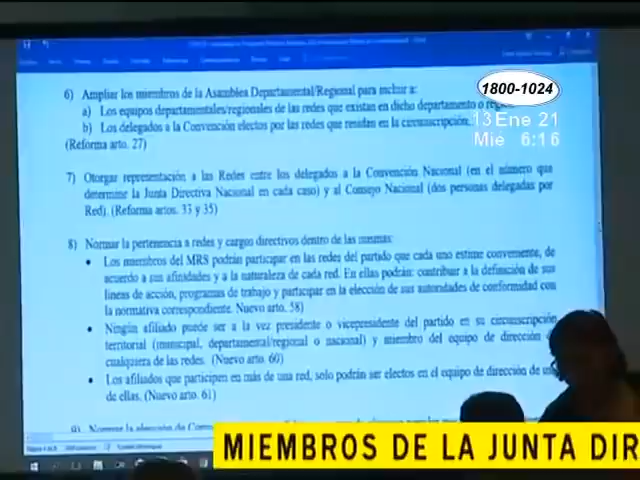 6) Ampliar los miembros de la Asamblea Departamental/Regional para incluir a:
1800-1024
a) Los equipos departamentales/regionales de las redes que existan en dicho departamento o
b) Los delegados a la Convención electos por las redes que residan en la circunscripción.
13 Ene 21
(Reforma arto. 27)
Mié 6:16
7) Otorgar representación a las Redes entre los delegados a la Convención Nacional (en el número que
determine la Junta Directiva Nacional en cada caso) y al Consejo Nacional (dos personas delegadas por
Red). (Reforma artos. 33 y 35)
8) Normar la pertenencia a redes y cargos directivos dentro de las mismas:
• Los miembros del MRS podrán participar en las redes del partido que cada uno estime conveniente, de
acuerdo a sus afinidades y a la naturaleza de cada red. En ellas podrán: contribuir a la definición de sus
líneas de acción, programas de trabajo y participar en la elección de sus autoridades de conformidad con
la normativa correspondiente. Nuevo arto. 58)
• Ningún afiliado puede ser a la vez presidente o vicepresidente del partido en su circunscripción
territorial (municipal, departamental/regional o nacional) y miembro del equipo de dirección
cualquiera de las redes. (Nuevo arto. 60)
• Los afiliados que participen en más de una red, solo podrán ser electos en el equipo de dirección de
de ellas. (Nuevo arto. 61)
MIEMBROS DE LA JUNTA DIR